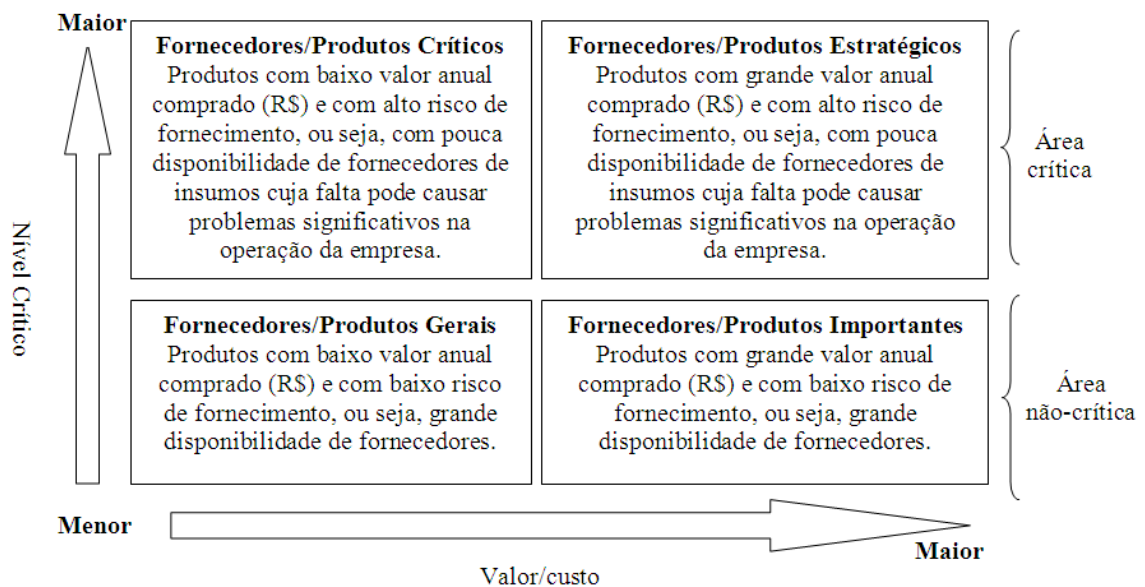 Maior
Fornecedores/Produtos Críticos
Produtos com baixo valor anual
comprado (R$) e com alto risco de
fornecimento, ou seja, com pouca
disponibilidade de fornecedores de
insumos cuja falta pode causar
problemas significativos na
operação da empresa.
Fornecedores/Produtos Estratégicos
Produtos com grande valor anual
comprado (R$) e com alto risco de
fornecimento, ou seja, com pouca
disponibilidade de fornecedores de
insumos cuja falta pode causar
problemas significativos na operação
da empresa.
Área
crítica
Nível Crítico
Fornecedores/Produtos Gerais
Produtos com baixo valor anual
comprado (R$) e com baixo risco
de fornecimento, ou seja, grande
disponibilidade de fornecedores.
Fornecedores/Produtos Importantes
Produtos com grande valor anual
comprado (R$) e com baixo risco de
fornecimento, ou seja, grande
disponibilidade de fornecedores.
Área
não-crítica
Menor
Maior
Valor/custo